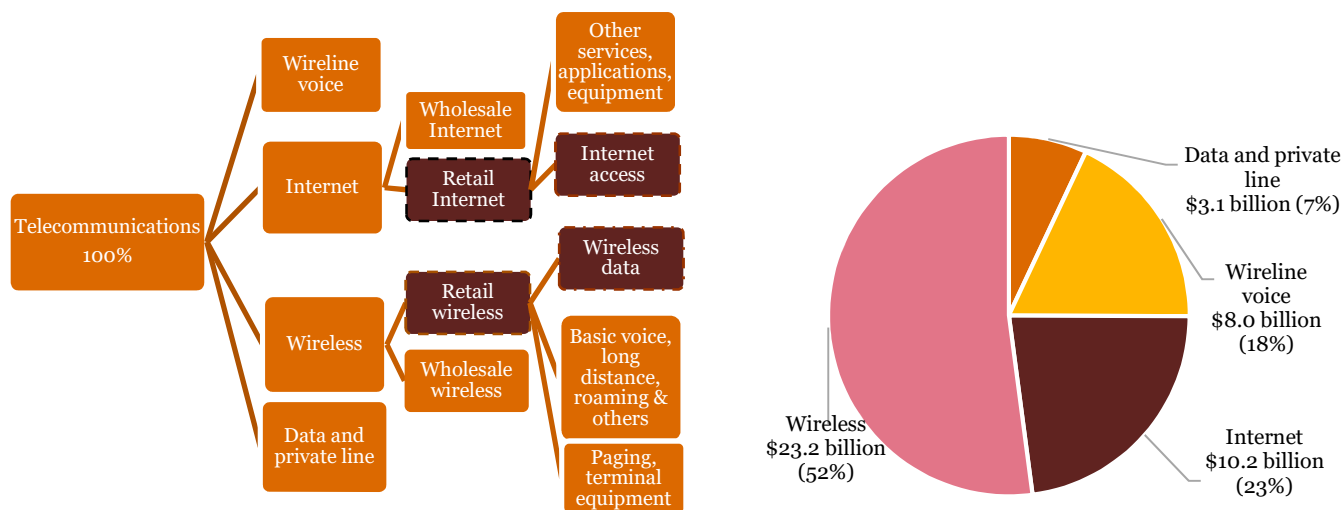 Telecommunications
100%
Wireline
voice
Internet
Wireless
Data and
private line
Wholesale
Internet
Retail
Internet
Retail
wireless
Wholesale
wireless
Other
services,
applications,
equipment
Internet
access
Wireless
data
Basic voice,
long
distance,
roaming &
others
Paging,
terminal
equipment
Data and private
line
$3.1 billion (7%)
Wireline
voice
$8.0 billion
(18%)
Internet
$10.2 billion
(23%)
Wireless
$23.2 billion
(52%)